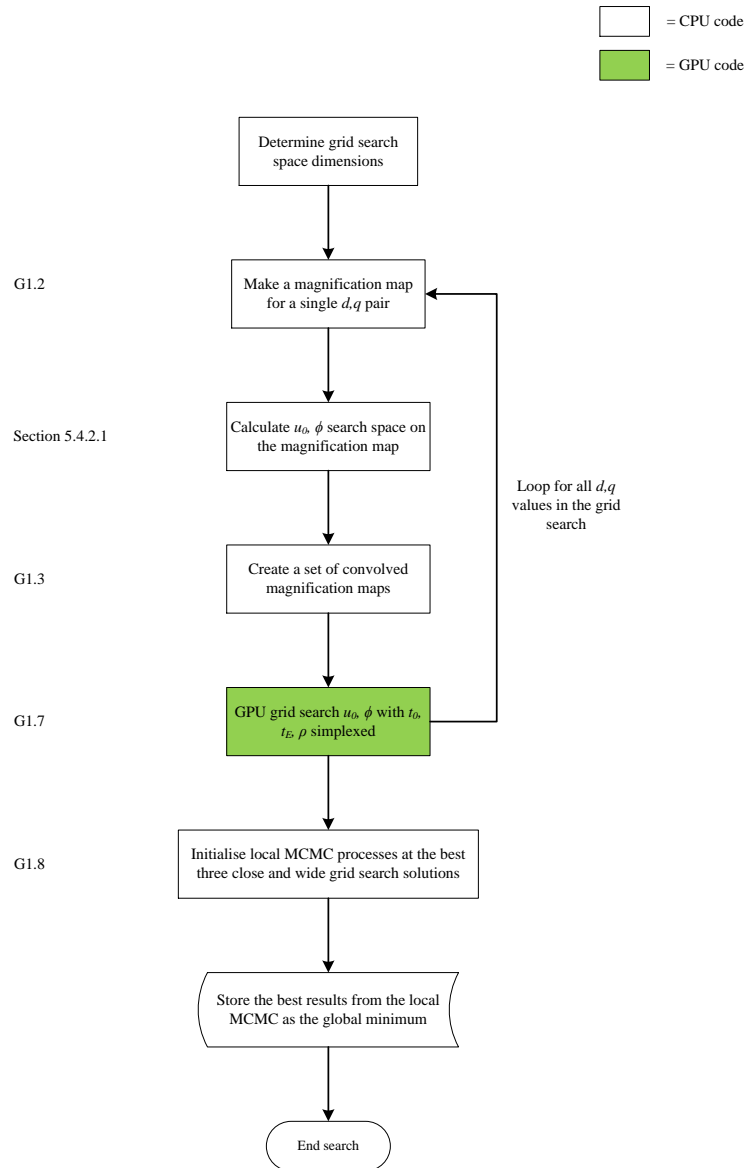 = CPU code
= GPU code
Determine grid search
space dimensions
G1.2
Make a magnification map
for a single d,q pair
Section 5.4.2.1
Calculate u0, ϕ search space on
the magnification map
Loop for all d,q
values in the grid
search
G1.3
Create a set of convolved
magnification maps
G1.7
GPU grid search u0, ϕ with t0,
tE, ρ simplexed
G1.8
Initialise local MCMC processes at the best
three close and wide grid search solutions
Store the best results from the local
MCMC as the global minimum
End search